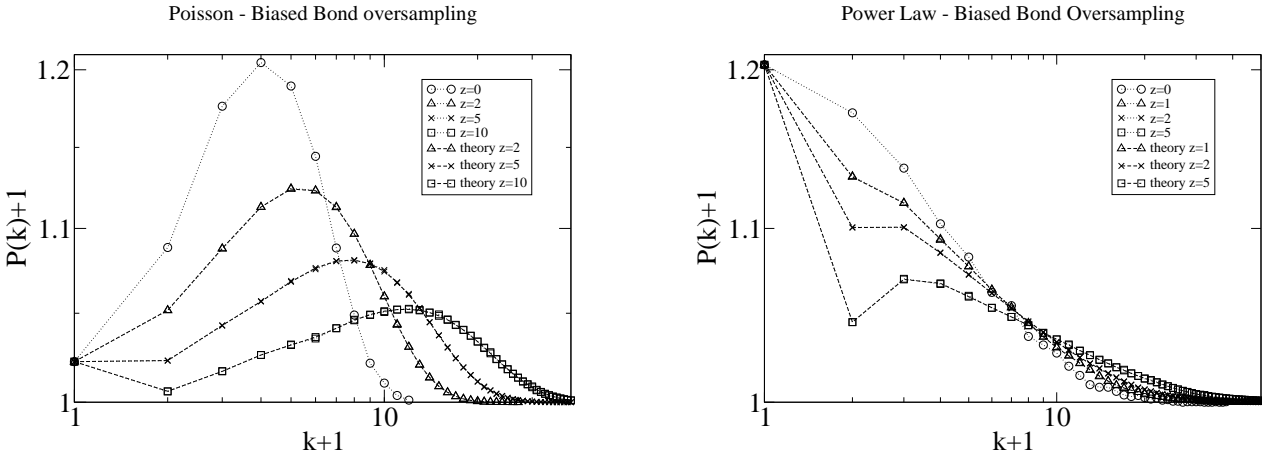 Poisson - Biased Bond oversampling
P(k)+1
1.2
1.1
1
1
10
k+1
z=0
z=2
z=5
z=10
theory z=2
theory z=5
theory z=10
Power Law - Biased Bond Oversampling
P(k)+1
1.2
1.1
1
1
10
k+1
z=0
z=1
z=2
z=5
theory z=1
theory z=2
theory z=5